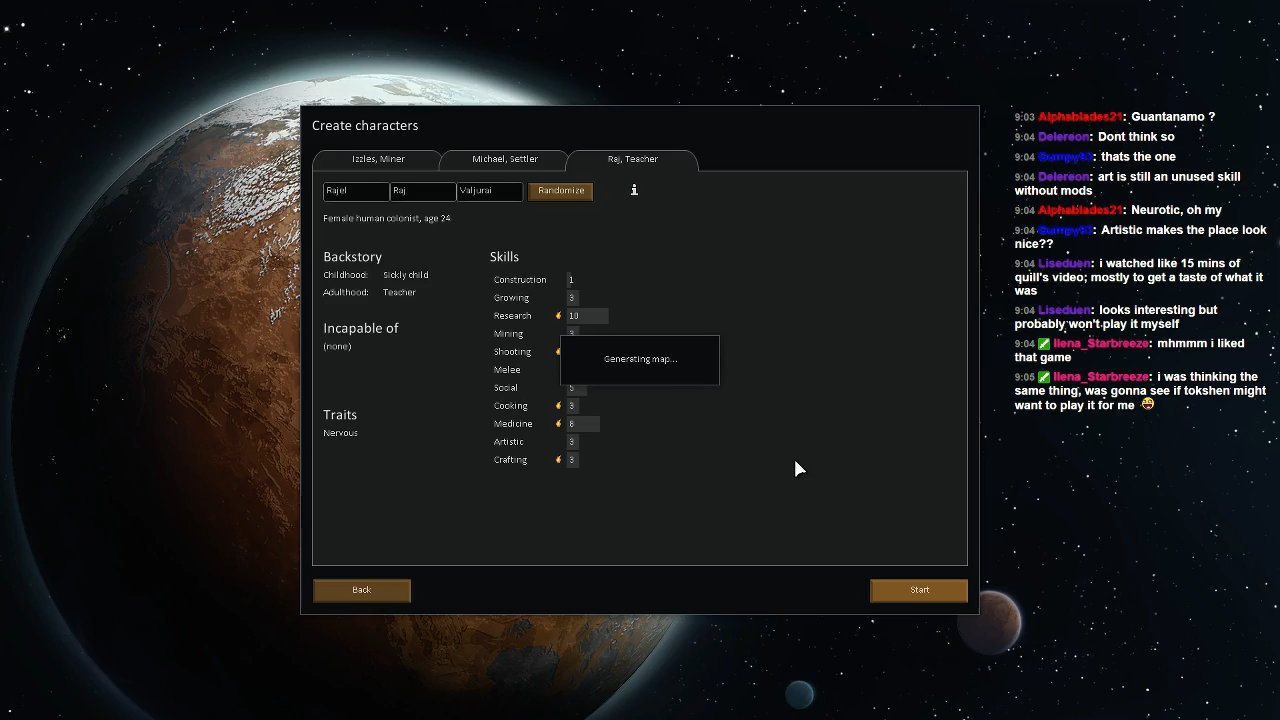 Create characters
Izzles, Miner
Michael, Settler
Raj, Teacher
Rajel
Raj
Valjurai
Randomize
Female human colonist, age 24
Backstory
Childhood: Sickly child
Adulthood: Teacher
Incapable of
(none)
Traits
Nervous
Skills
Construction 1
Growing 3
Research 10
Mining
Shooting
Melee
Social
Cooking 3
Medicine 8
Artistic 3
Crafting 3
Generating map...
Back
Start
9:03 Alphablades21: Guantanamo ?
9:04 Delereon: Dont think so
9:04 Gumpy93: thats the one
9:04 Delereon: art is still an unused skill
without mods
9:04 Alphablades21: Neurotic, oh my
9:04 Gumpy93: Artistic makes the place look
nice??
9:04 Liseduen: i watched like 15 mins of
quill's video; mostly to get a taste of what it
was
9:04 Liseduen: looks interesting but
probably won't play it myself
9:04 Ilena_Starbreeze: mhmmm i liked
that game
9:05 Ilena_Starbreeze: i was thinking the
same thing, was gonna see if tokshen might
want to play it for me